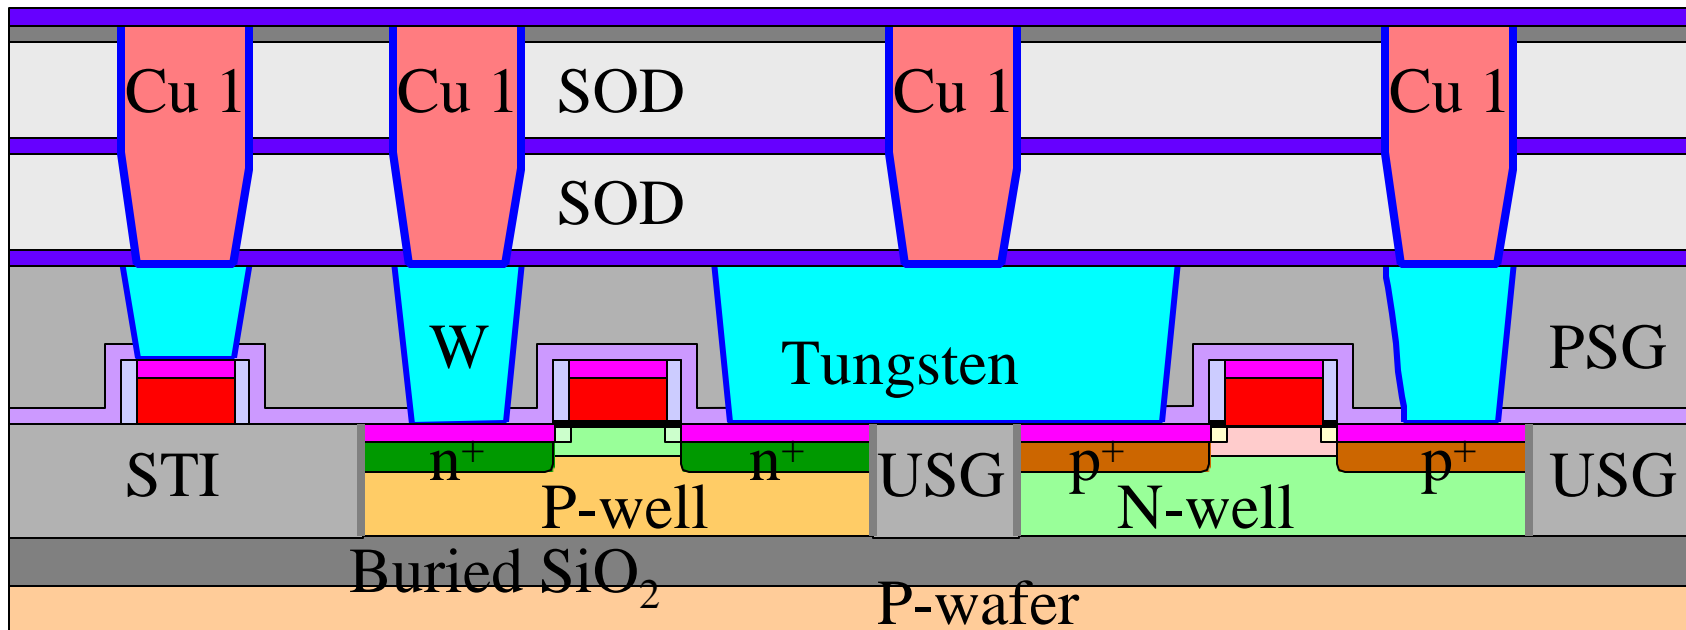 Cu 1 Cu 1 SOD Cu 1 Cu 1
SOD
W Tungsten PSG
STI n⁺ n⁺ USG p⁺ p⁺ USG
P-well N-well
Buried SiO₂
P-wafer